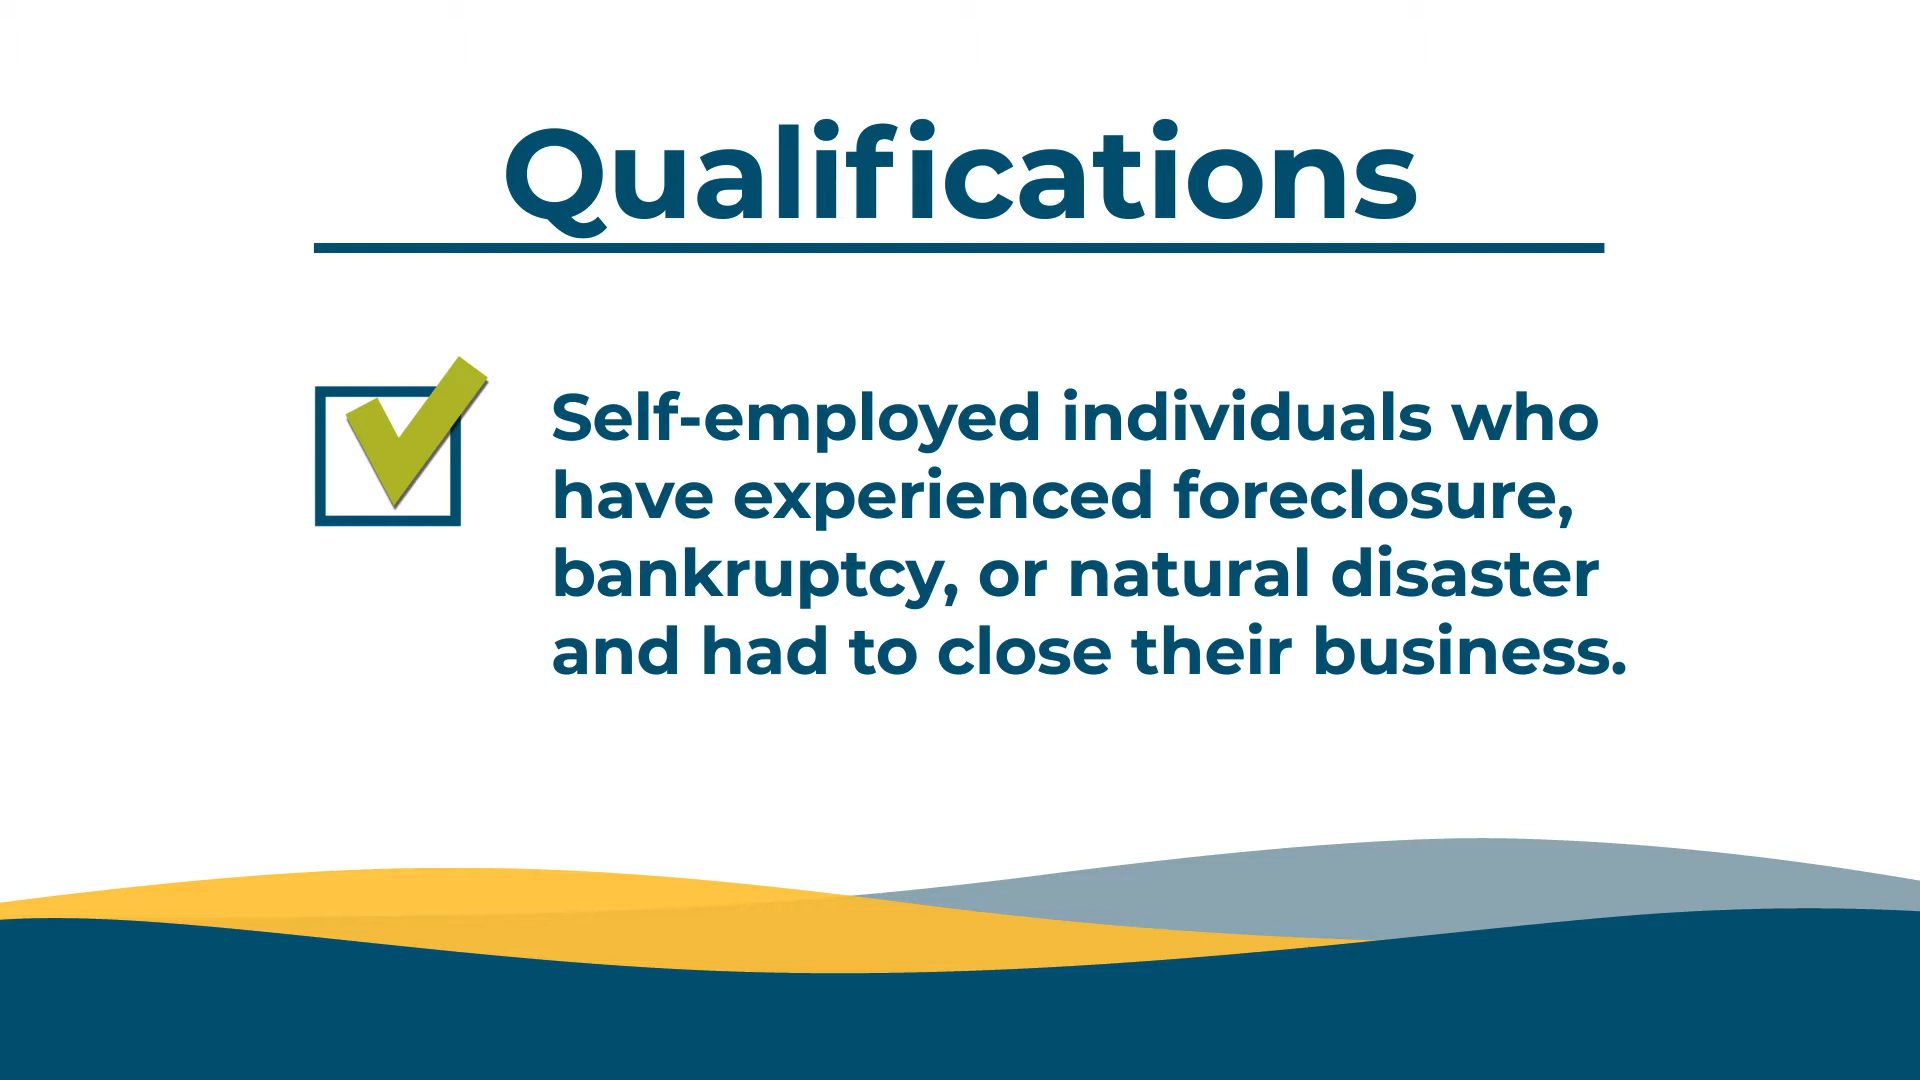 Qualifications
Self-employed individuals who
have experienced foreclosure,
bankruptcy, or natural disaster
and had to close their business.